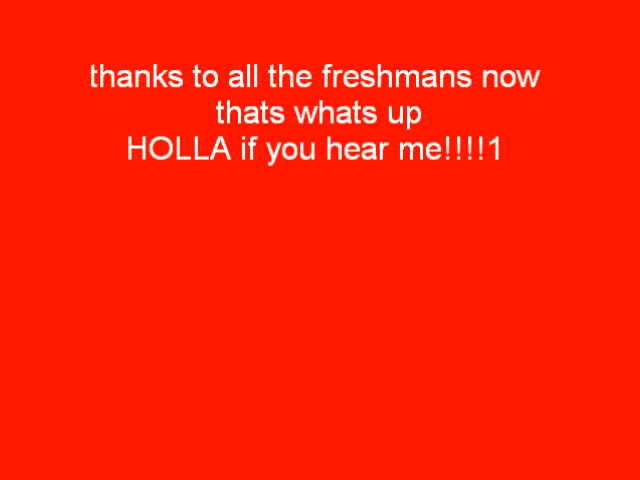 thanks to all the freshmans now
thats whats up
HOLLA if you hear me!!!!1